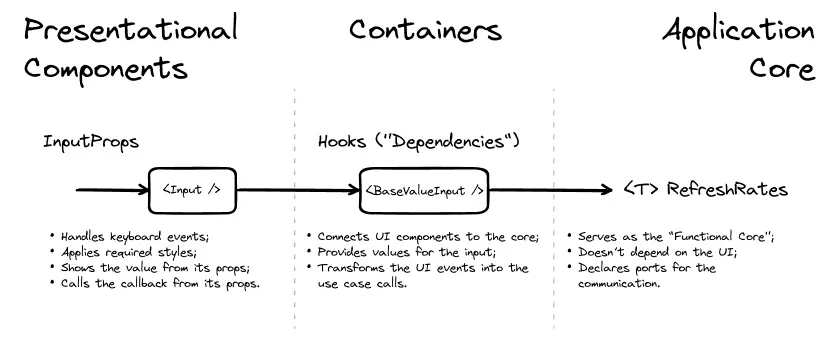 Presentational
Components
Containers
Application
Core
InputProps
<Input />
Hooks ("Dependencies")
<BaseValueInput />
<T> RefreshRates
• Handles keyboard events;
• Applies required styles;
• Shows the value from its props;
• Calls the callback from its props.
• Connects UI components to the core;
• Provides values for the input;
• Transforms the UI events into the
use case calls.
• Serves as the "Functional Core";
• Doesn't depend on the UI;
• Declares ports for the
communication.